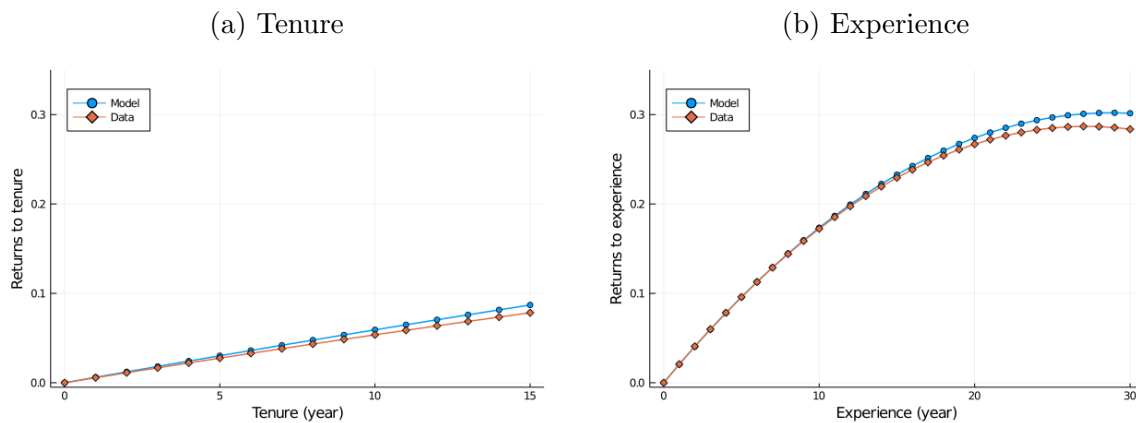 (a) Tenure
Returns to tenure
0.3
0.2
0.1
0.0
Model
Data
0
5
10
15
Tenure (year)
(b) Experience
Returns to experience
0.3
0.2
0.1
0.0
Model
Data
0
10
20
30
Experience (year)